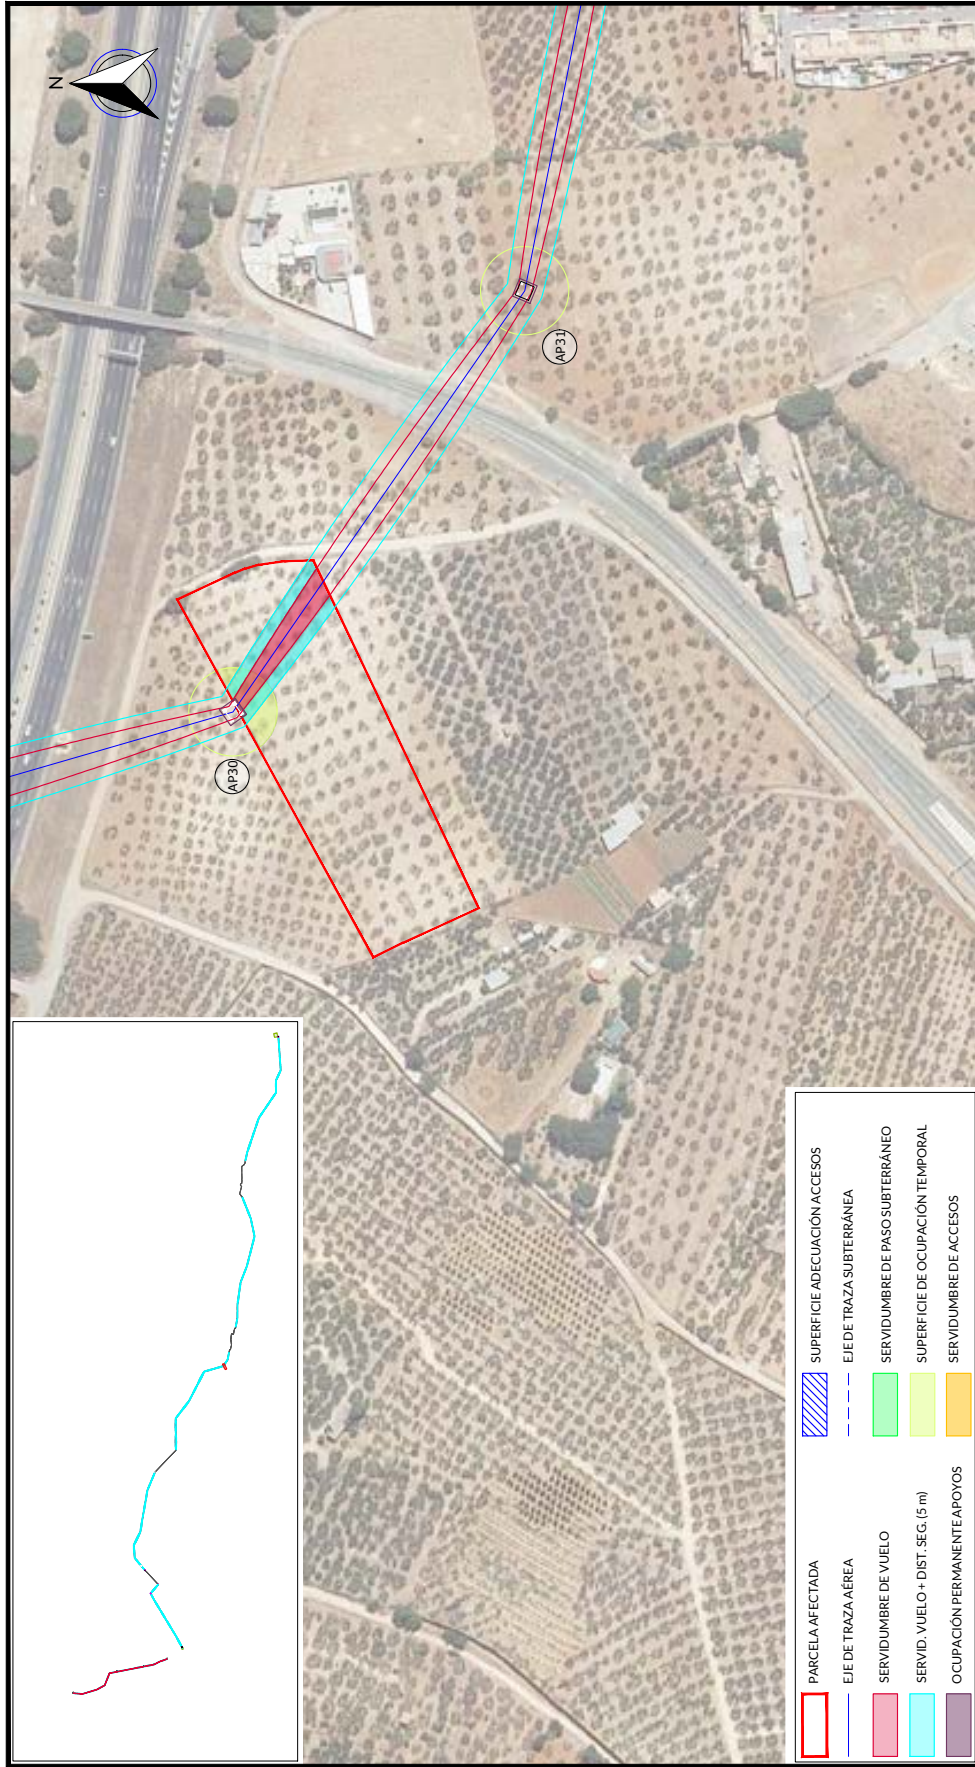 N
AP31
AP30
PARCELA AFECTADA
EJE DE TRAZA AÉREA
SERVIDUMBRE DE VUELO
SERVID. VUELO + DIST. SEG. (5 m)
OCUPACIÓN PERMANENTE APOYOS
SUPERFICIE ADECUACIÓN ACCESOS
EJE DE TRAZA SUBTERRÁNEA
SERVIDUMBRE DE PASO SUBTERRÁNEO
SUPERFICIE DE OCUPACIÓN TEMPORAL
SERVIDUMBRE DE ACCESOS